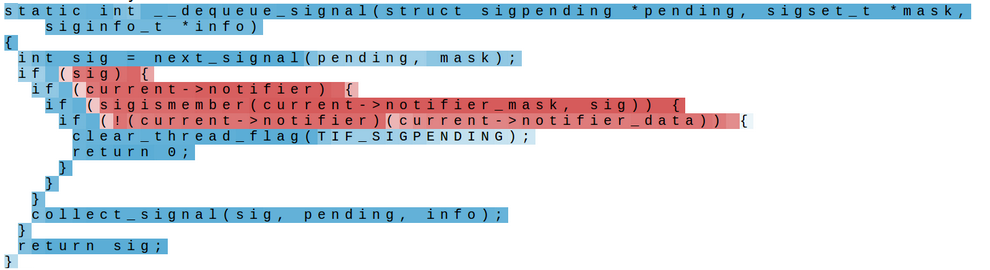 static int __dequeue_signal(struct sigpending *pending, sigset_t *mask,
siginfo_t *info)
{
int sig = next_signal(pending, mask);
if (sig) {
if (current->notifier) {
if (sigismember(current->notifier_mask, sig)) {
if (!(current->notifier)(current->notifier_data)) {
clear_thread_flag(TIF_SIGPENDING);
return 0;
}
}
}
collect_signal(sig, pending, info);
}
return sig;
}